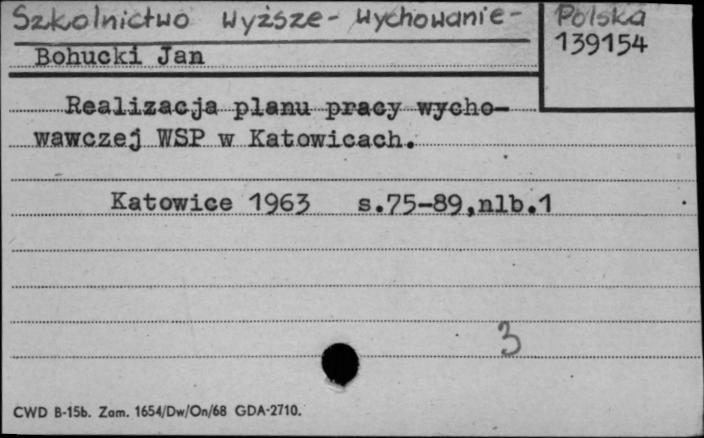 Szkolnictwo wyższe - wychowanie - Polska
139154
Bohucki Jan
Realizacja planu pracy wycho-
wawczej WSP w Katowicach.
Katowice 1963 s.75-89,nlb.1
3
CWD B-15b. Zam. 1654/Dw/On/68 GDA-2710.